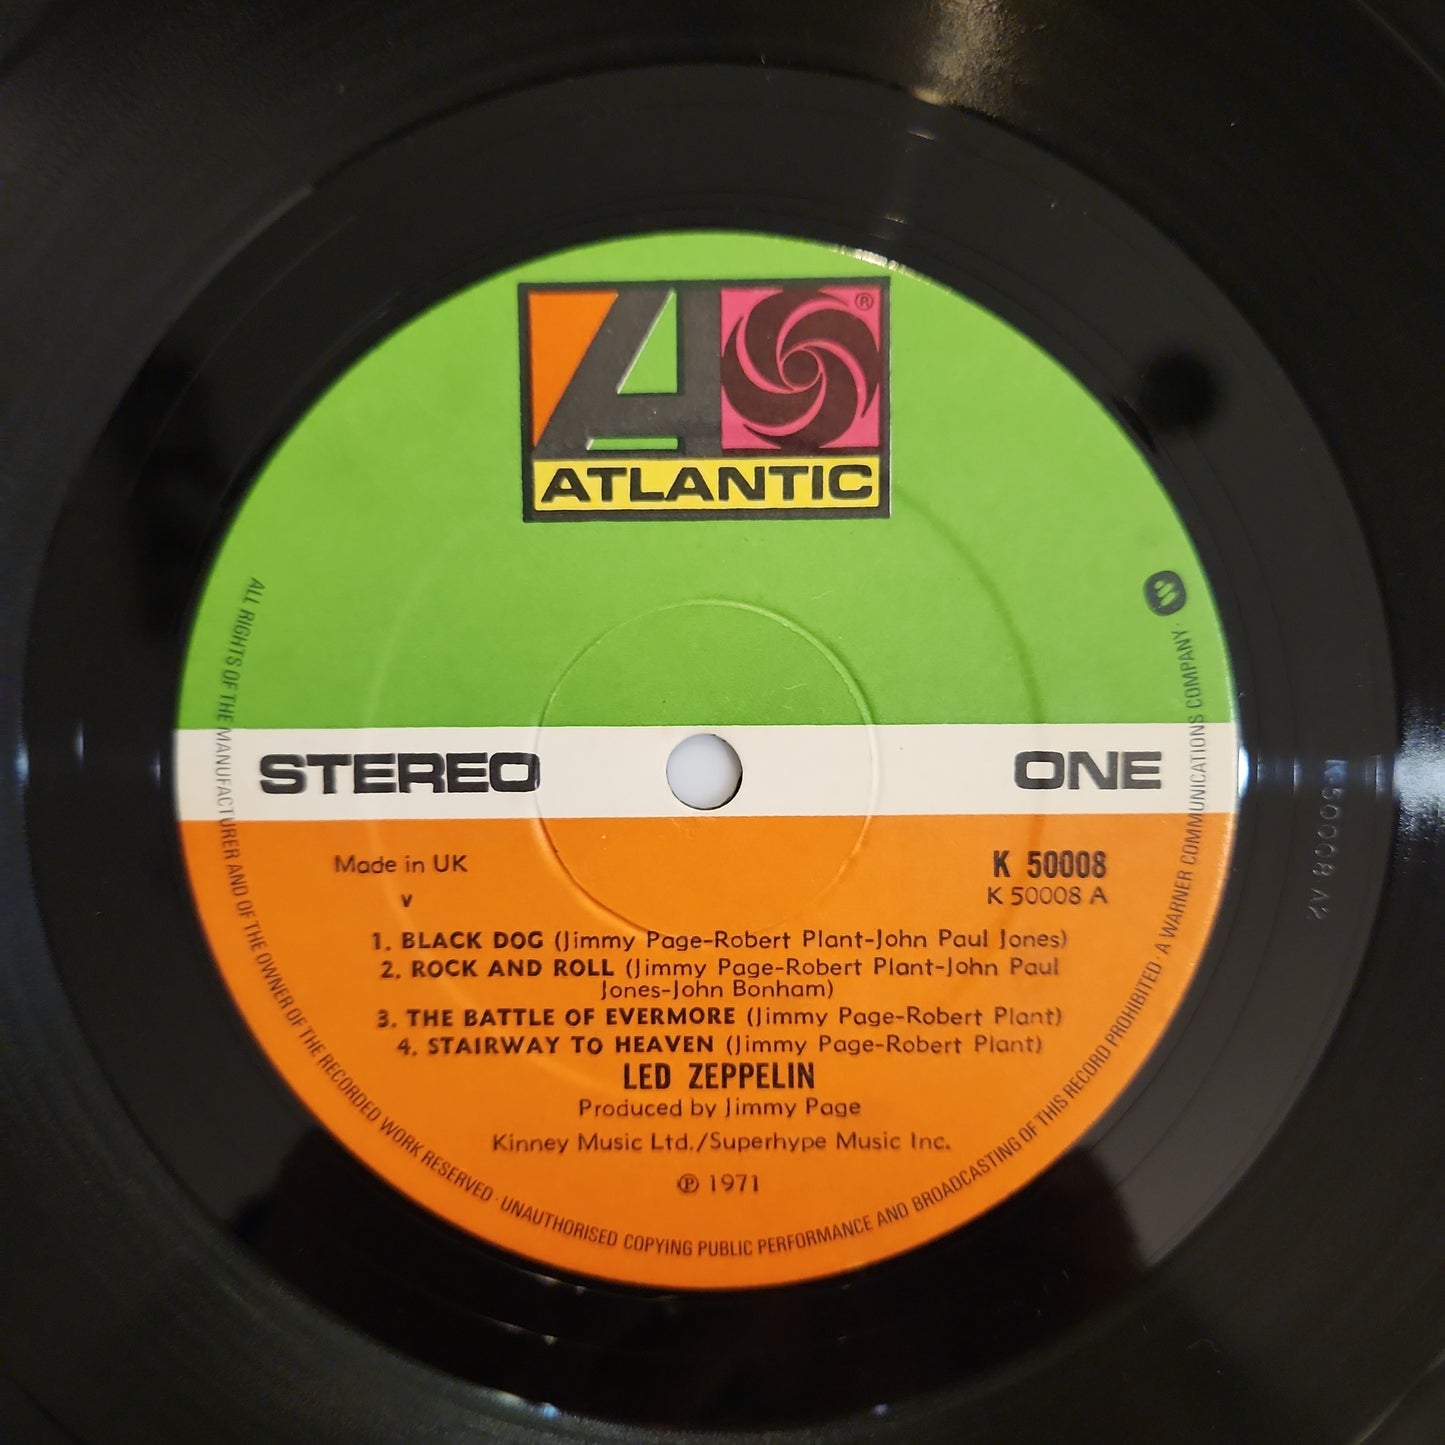 ®
ATLANTIC
STEREO
ONE
Made in UK
V
K 50008
K 50008 A
1. BLACK DOG (Jimmy Page-Robert Plant-John Paul Jones)
2. ROCK AND ROLL (Jimmy Page-Robert Plant-John Paul
Jones-John Bonham)
3. THE BATTLE OF EVERMORE (Jimmy Page-Robert Plant)
4. STAIRWAY TO HEAVEN (Jimmy Page-Robert Plant)
LED ZEPPELIN
Produced by Jimmy Page
Kinney Music Ltd./Superhype Music Inc.
℗ 1971
ALL RIGHTS OF THE MANUFACTURER AND OF THE OWNER OF THE RECORDED WORK RESERVED · UNAUTHORISED COPYING PUBLIC PERFORMANCE AND BROADCASTING OF THIS RECORD PROHIBITED · A WARNER COMMUNICATIONS COMPANY ·
K 50008 A2